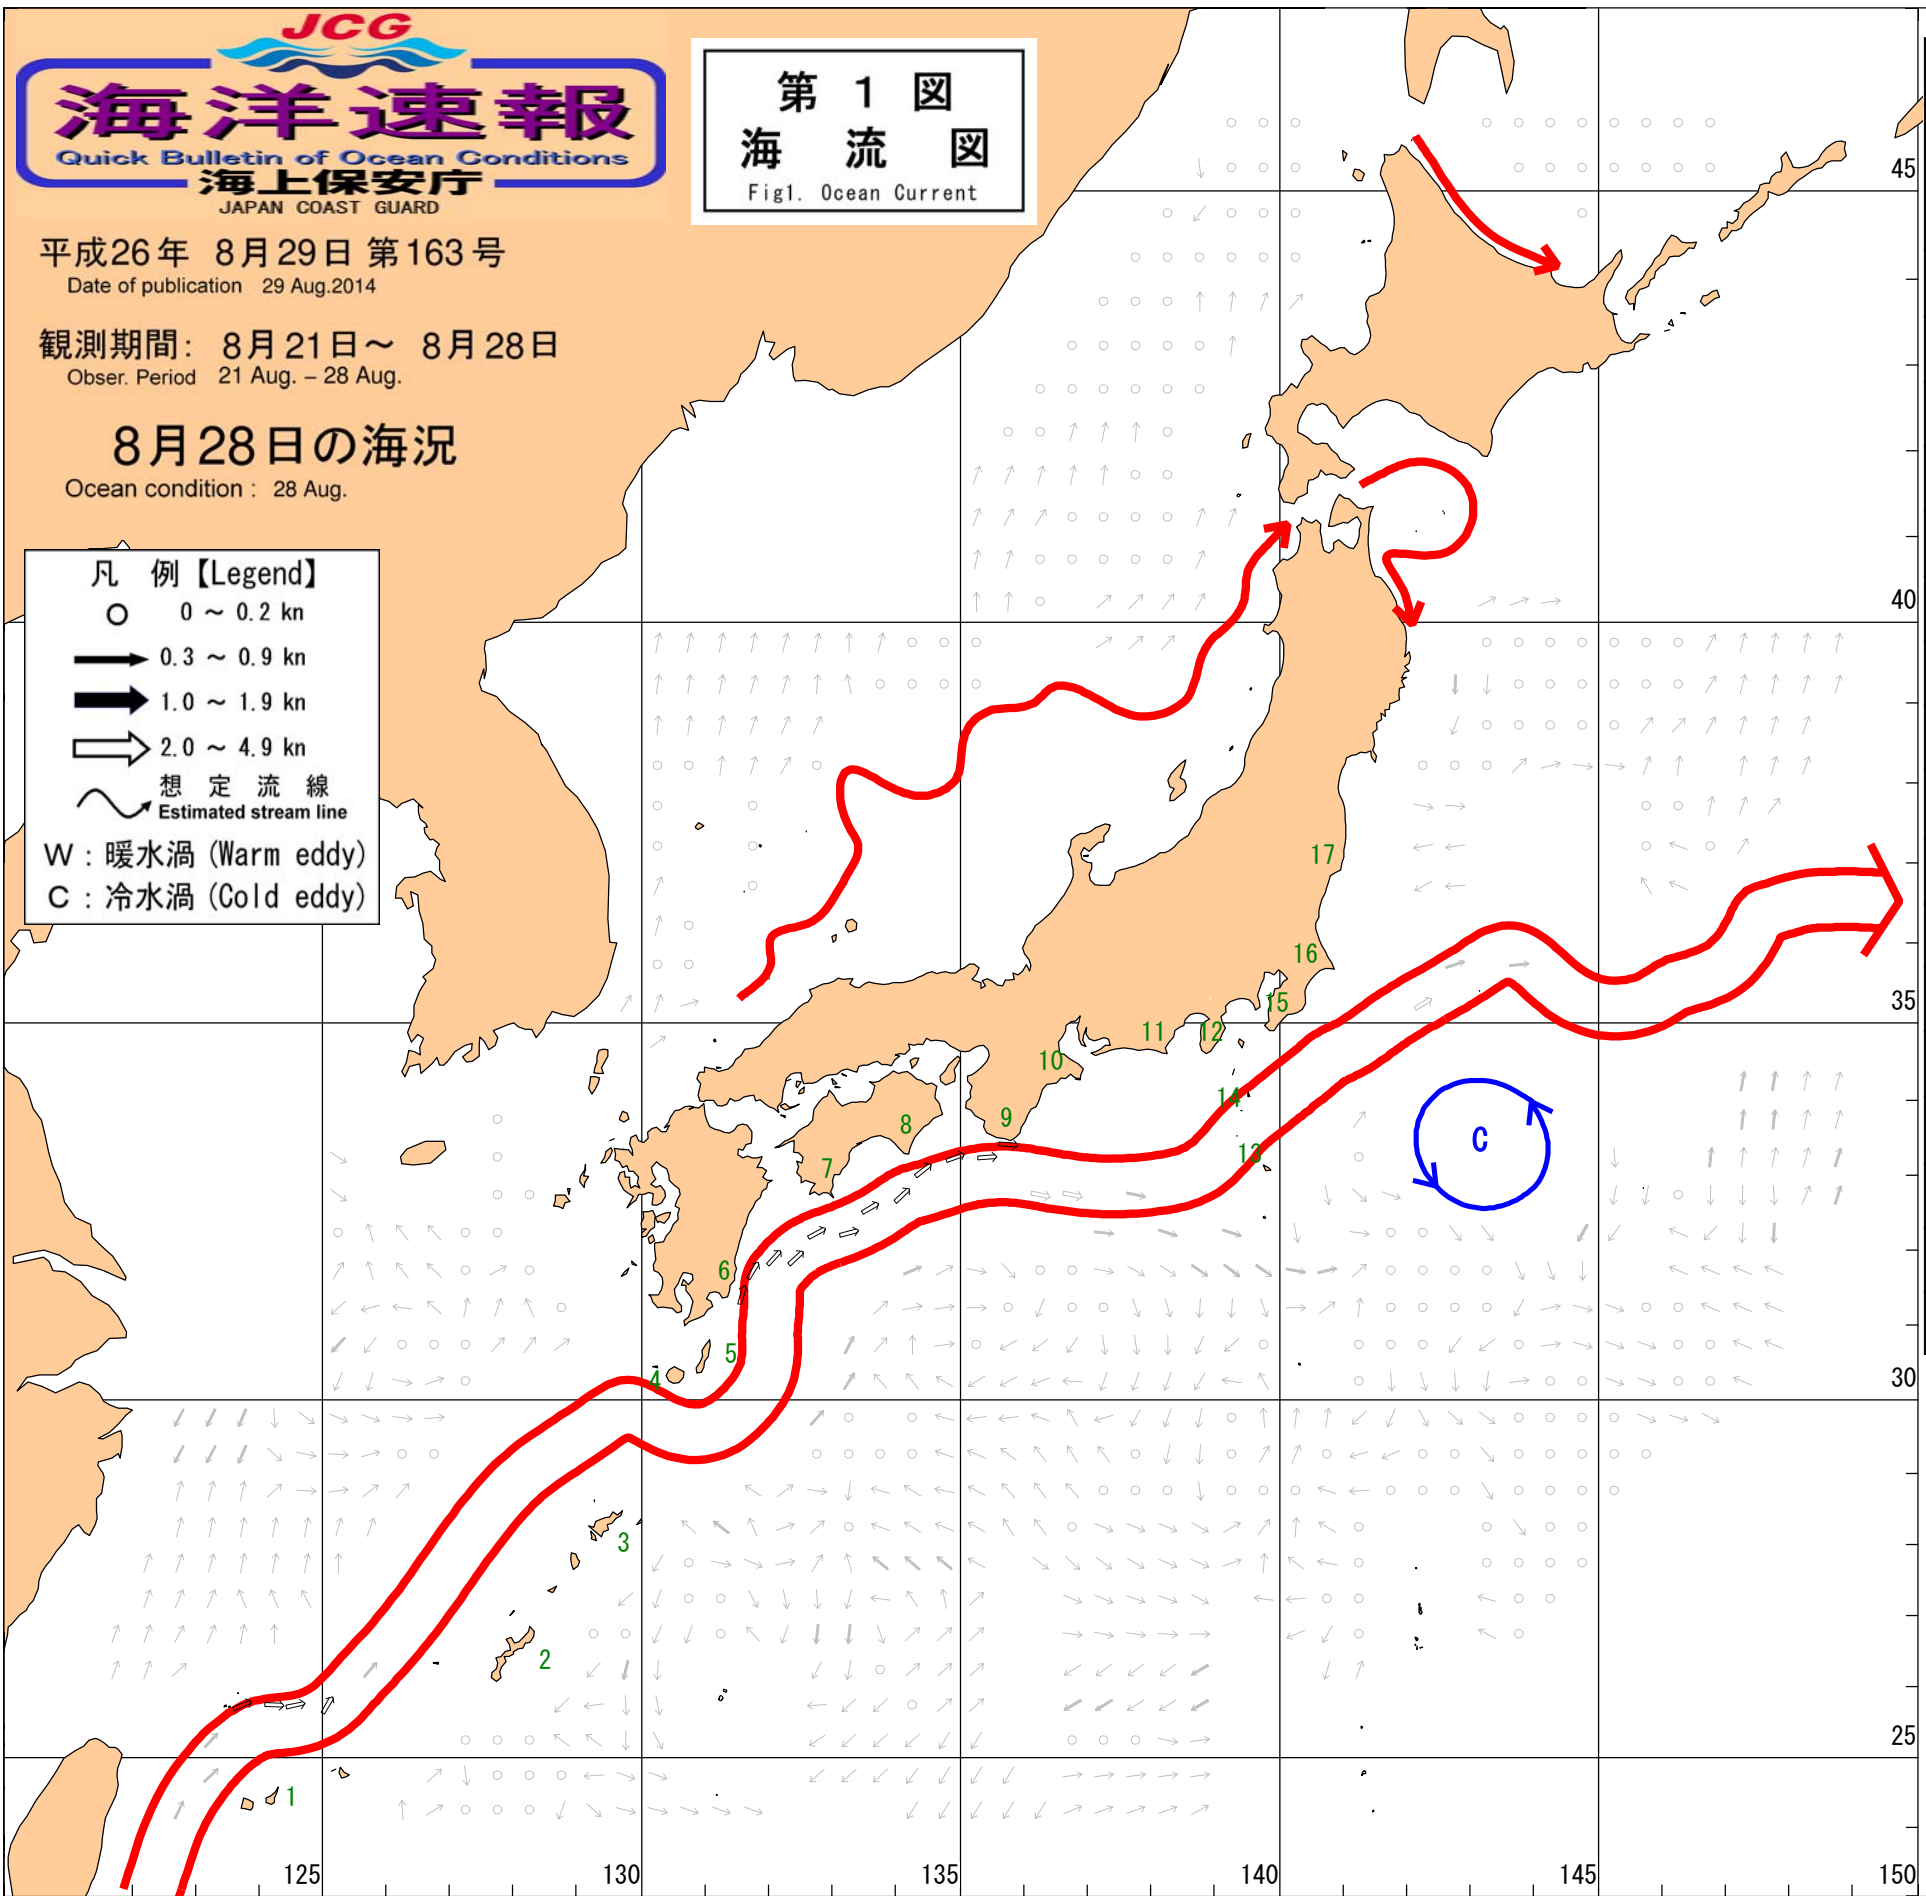 JCG
海洋速報
Quick Bulletin of Ocean Conditions
海上保安庁
JAPAN COAST GUARD
平成26年 8月29日 第163号
Date of publication 29 Aug.2014
観測期間: 8月21日～ 8月28日
Obser. Period 21 Aug. – 28 Aug.
8月28日の海況
Ocean condition : 28 Aug.
第 1 図
海 流 図
Fig1. Ocean Current
凡 例【Legend】
0 ～ 0.2 kn
0.3 ～ 0.9 kn
1.0 ～ 1.9 kn
2.0 ～ 4.9 kn
想 定 流 線
Estimated stream line
W : 暖水渦 (Warm eddy)
C : 冷水渦 (Cold eddy)
45
40
17
16
35
15
12
11
10
14
9
8
13
C
7
6
5
4
30
3
2
25
1
125
130
135
140
145
150